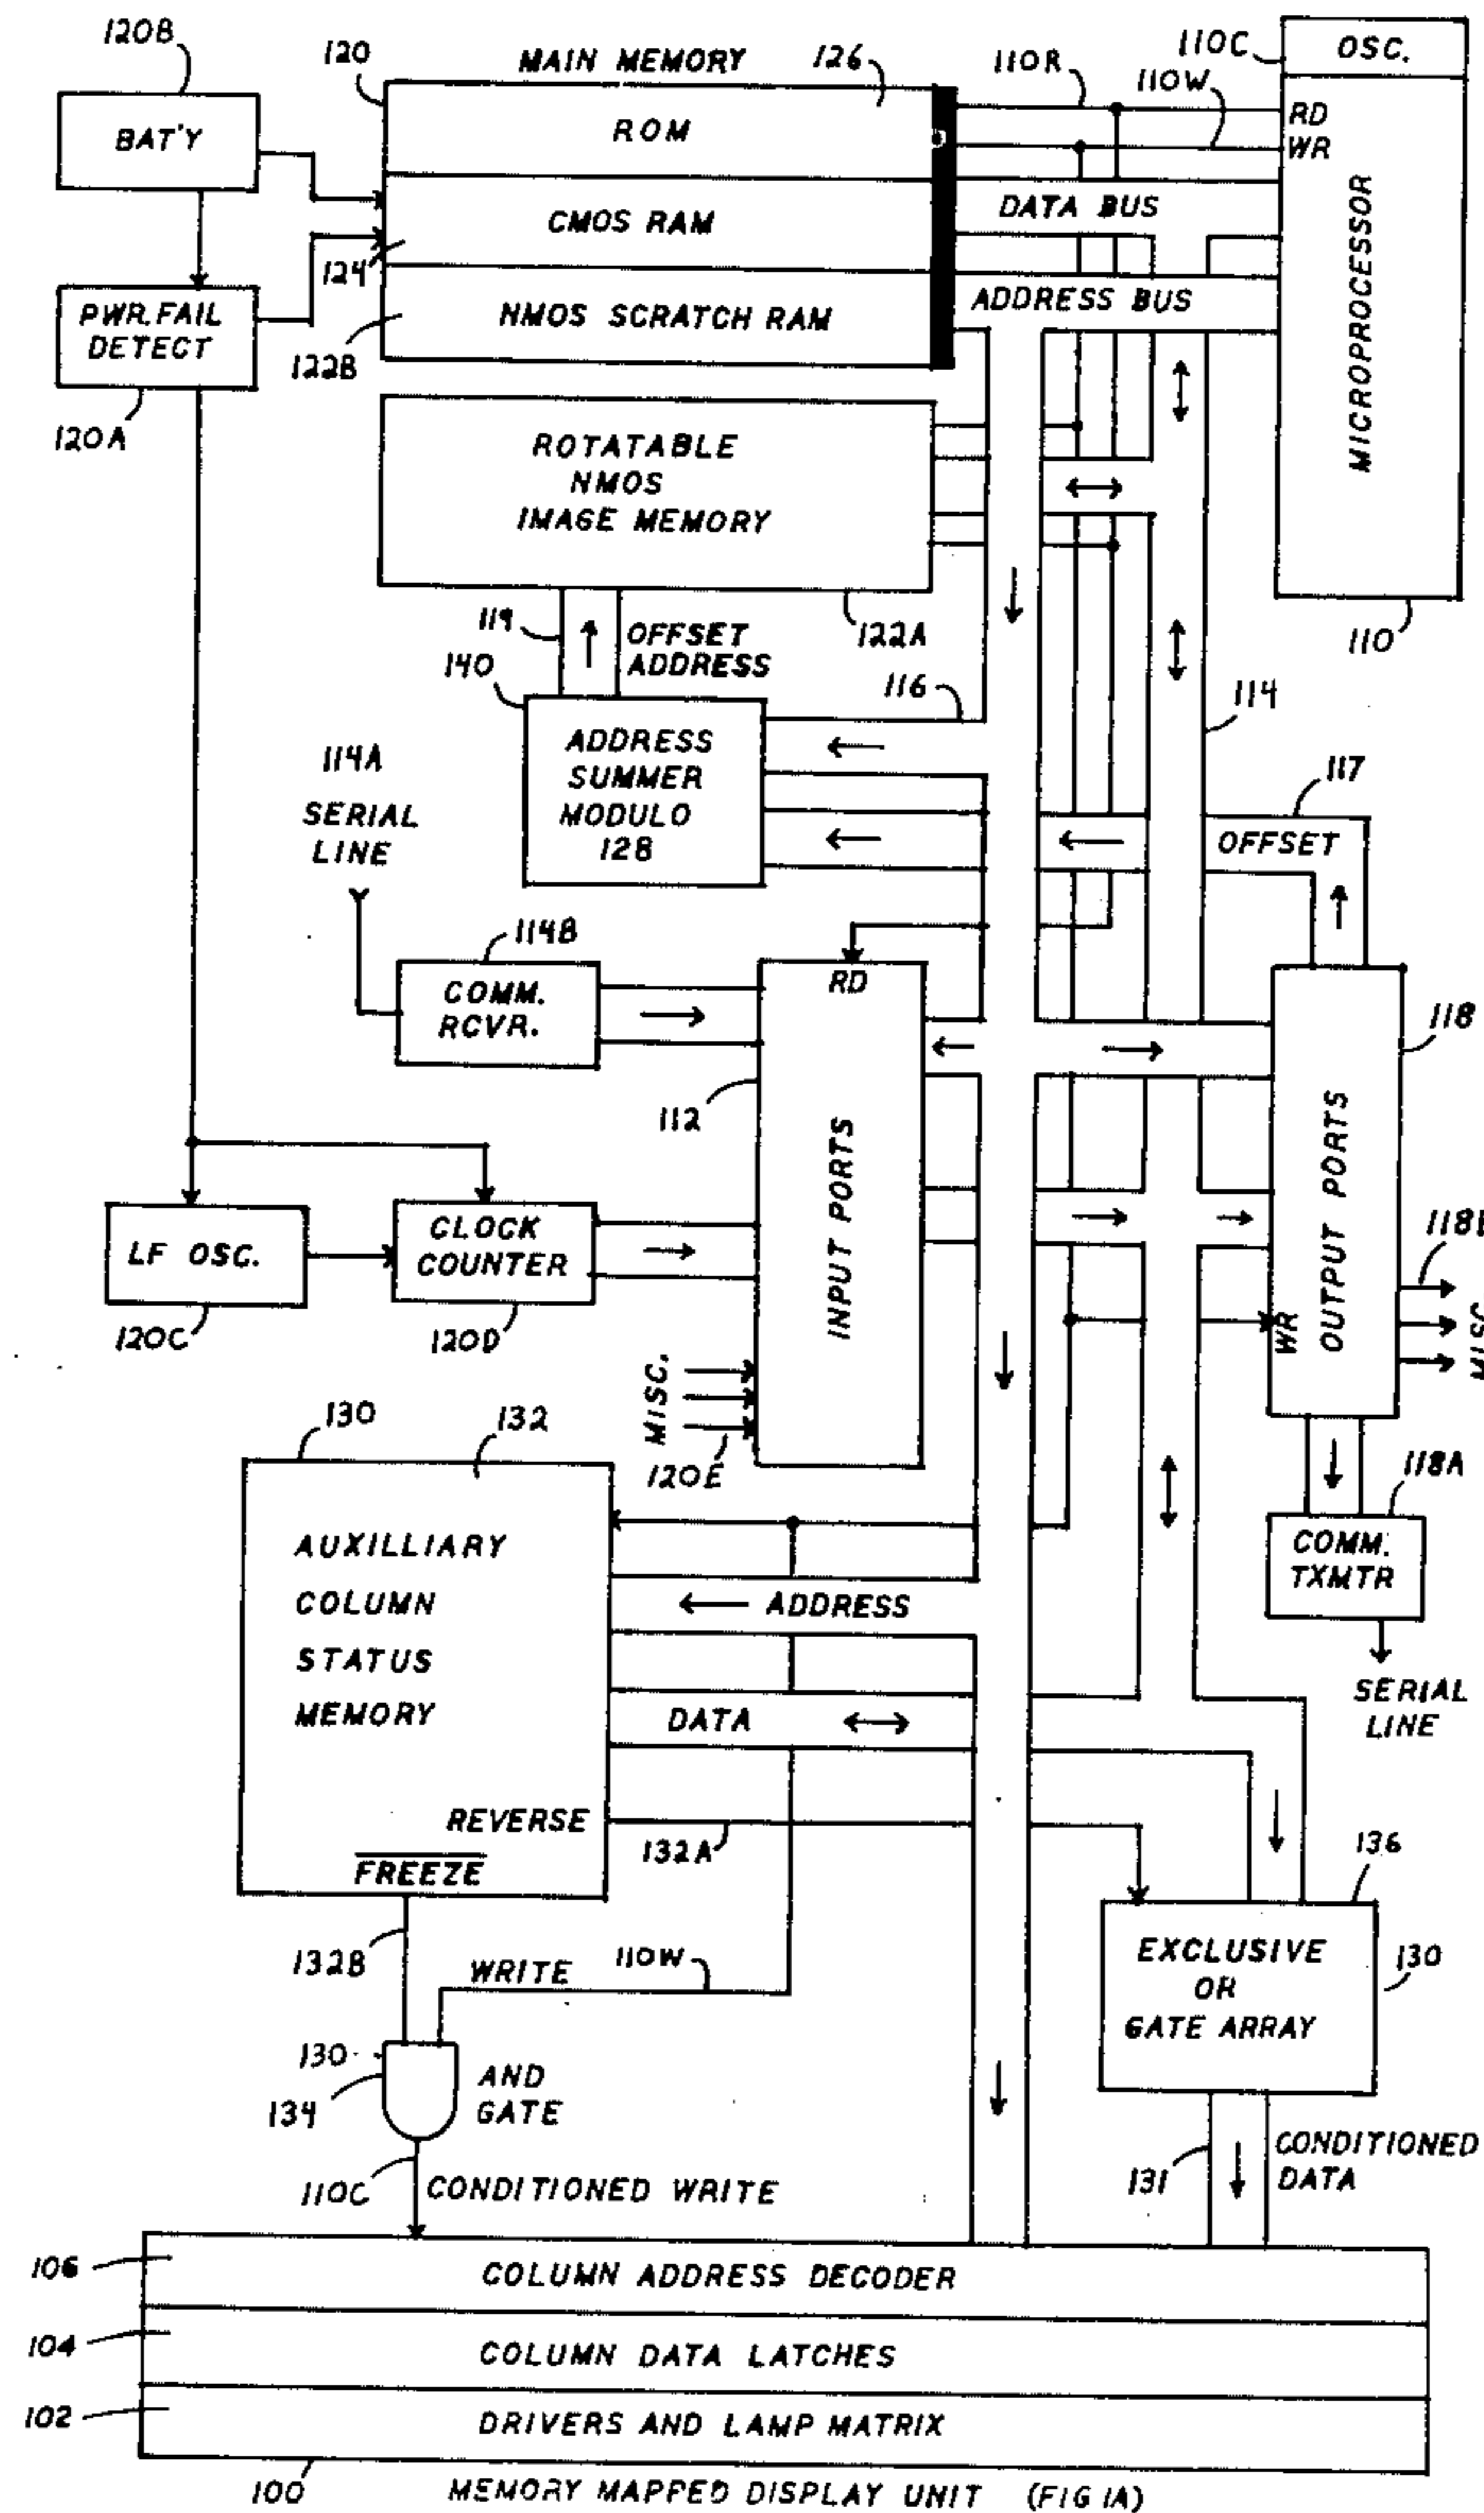 120B
120
MAIN MEMORY
126
110R
110C
110W
OSC.
BAT'Y
ROM
RD
WR
CMOS RAM
DATA BUS
124
PWR. FAIL
DETECT
NMOS SCRATCH RAM
ADDRESS BUS
122B
MICROPROCESSOR
120A
ROTATABLE
NMOS
IMAGE MEMORY
119
OFFSET
ADDRESS
122A
110
140
116
114
ADDRESS
SUMMER
MODULO
128
114A
SERIAL
LINE
117
OFFSET
114B
COMM.
RCVR.
RD
118
112
INPUT PORTS
OUTPUT PORTS
WR
LF OSC.
CLOCK
COUNTER
120C
120D
MISC.
120E
118B
MISC
130
132
118A
AUXILLIARY
COLUMN
STATUS
MEMORY
COMM.
TXMTR
ADDRESS
SERIAL
LINE
DATA
REVERSE
132A
FREEZE
136
132B
WRITE
110W
EXCLUSIVE
OR
GATE ARRAY
130
130
134
AND
GATE
110C
CONDITIONED WRITE
131
CONDITIONED
DATA
106
COLUMN ADDRESS DECODER
104
COLUMN DATA LATCHES
102
DRIVERS AND LAMP MATRIX
100
MEMORY MAPPED DISPLAY UNIT (FIG 1A)